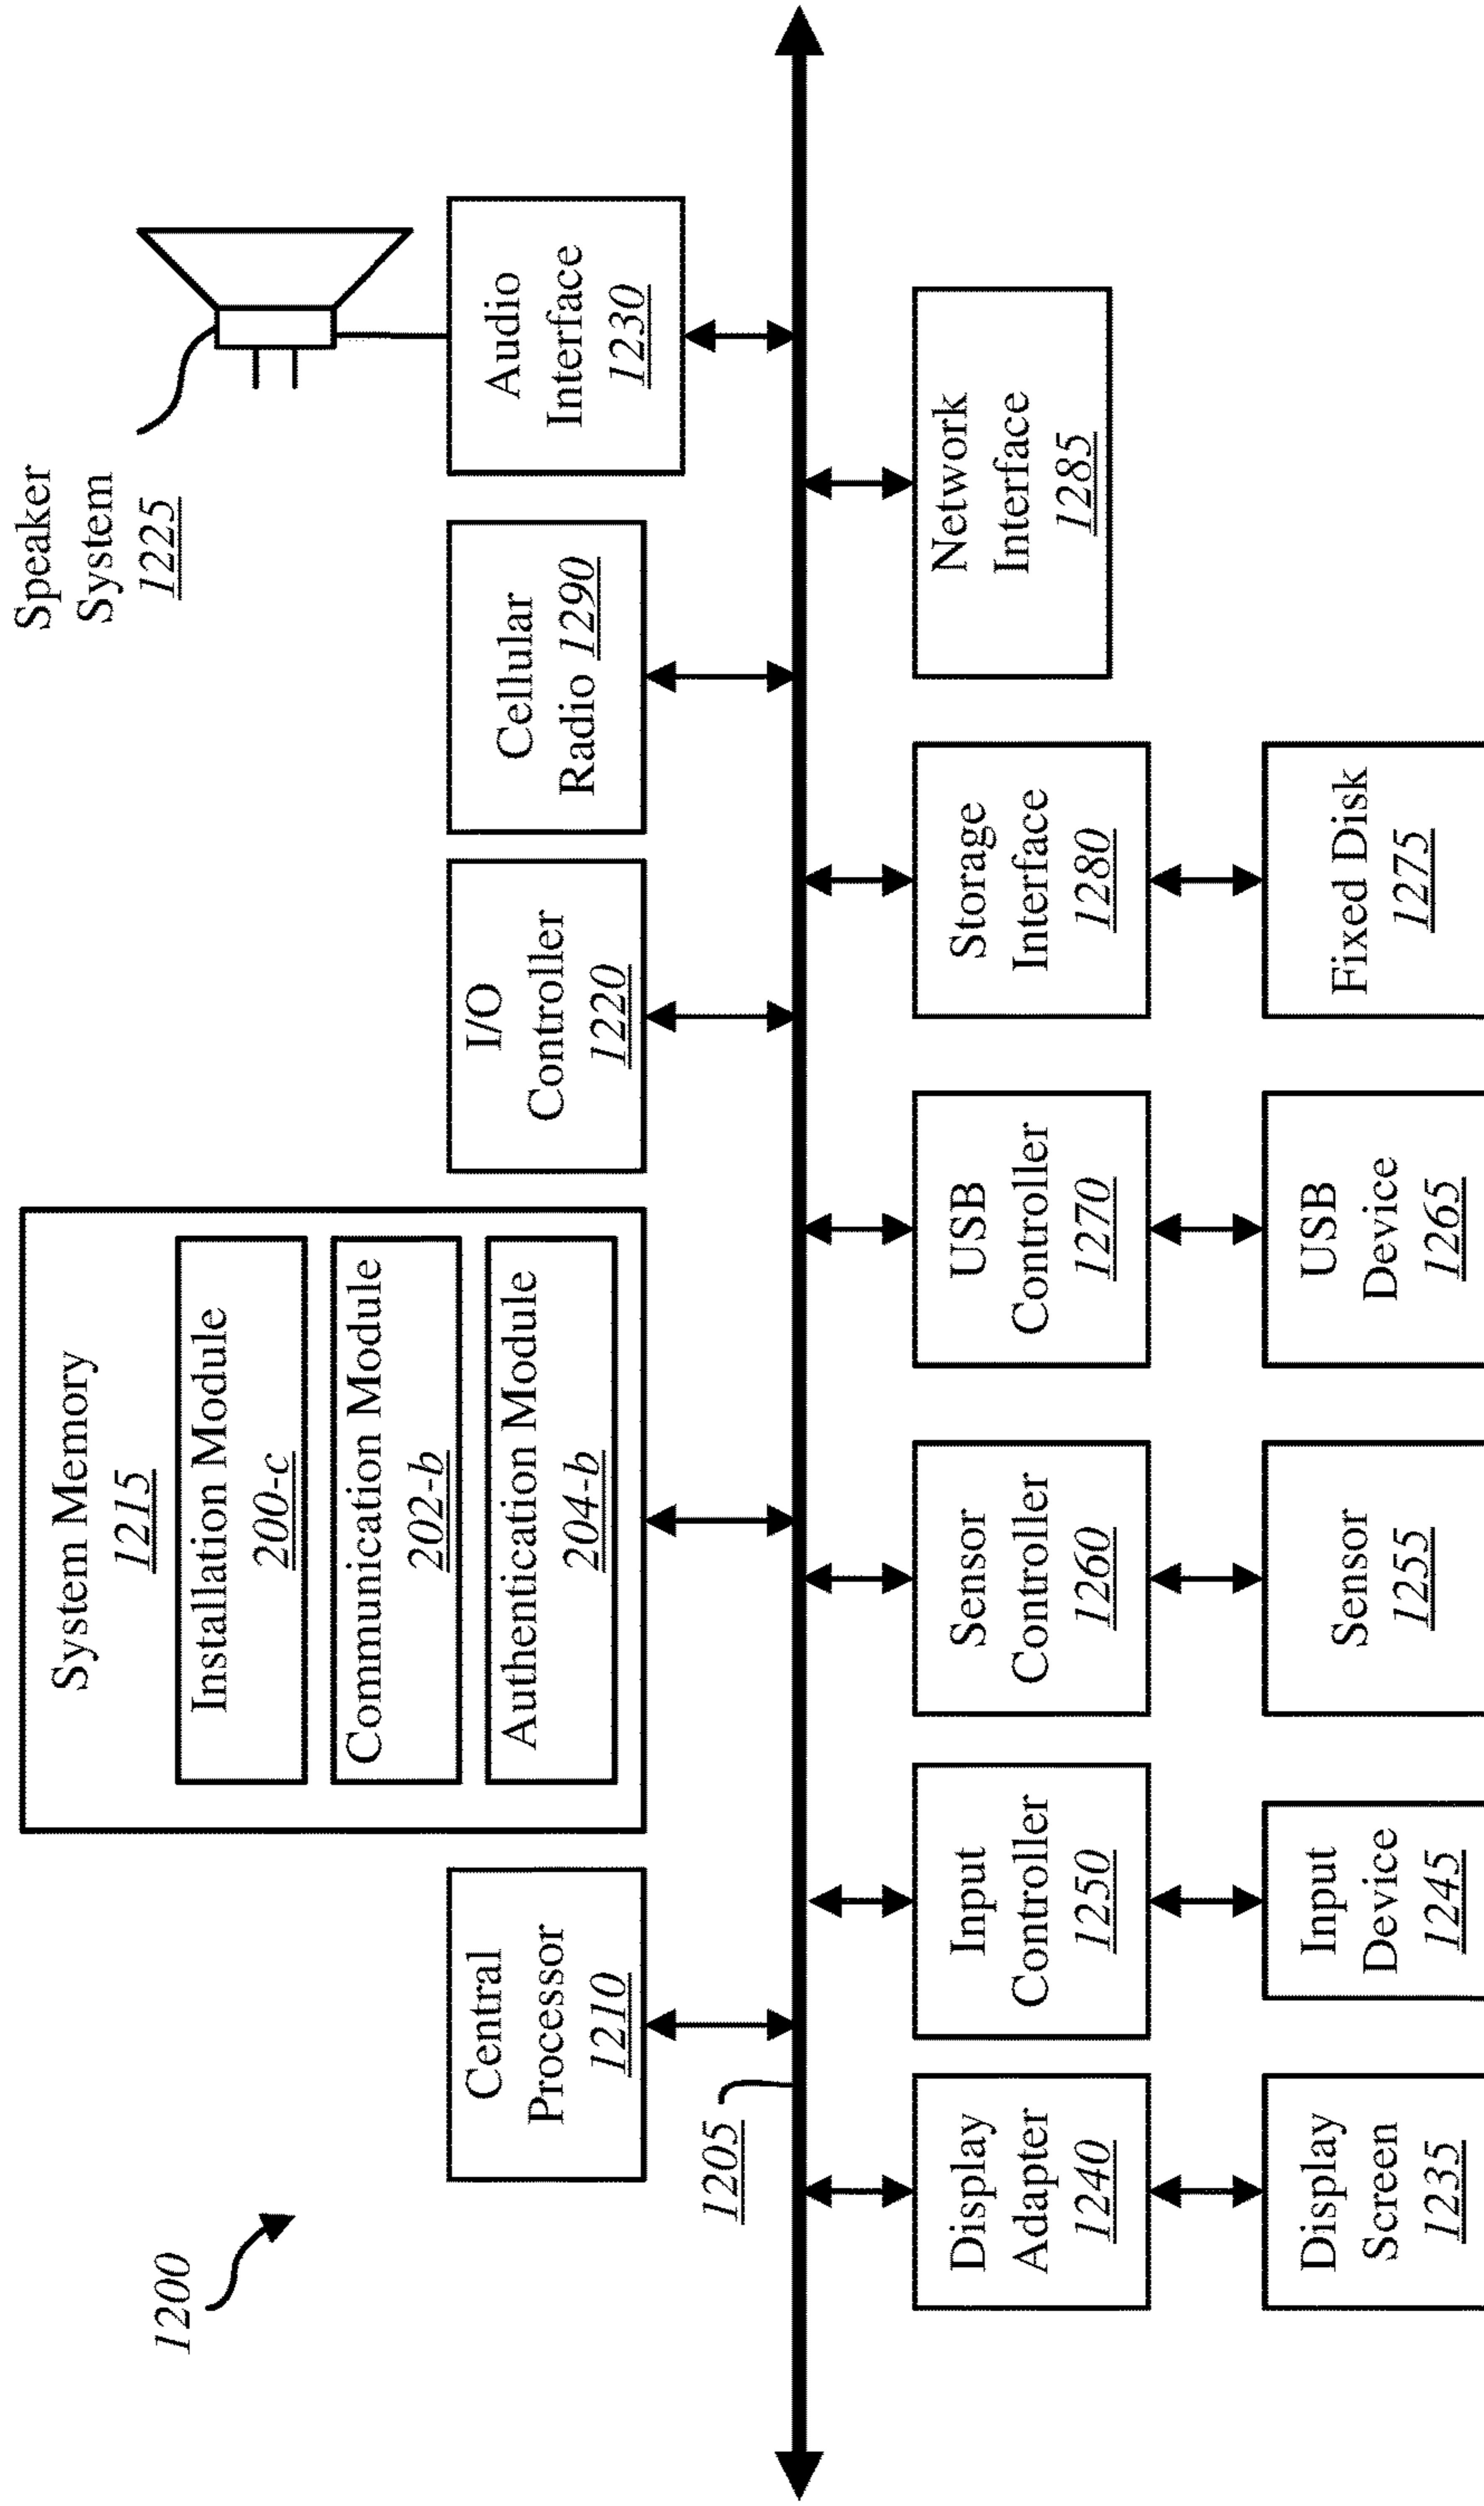 1200
System Memory
1215
Installation Module
200-c
Communication Module
202-b
Authentication Module
204-b
Speaker
System
1225
Central
Processor
1210
I/O
Controller
1220
Cellular
Radio 1290
Audio
Interface
1230
1205
Display
Adapter
1240
Input
Controller
1250
Sensor
Controller
1260
USB
Controller
1270
Storage
Interface
1280
Network
Interface
1285
Display
Screen
1235
Input
Device
1245
Sensor
1255
USB
Device
1265
Fixed Disk
1275